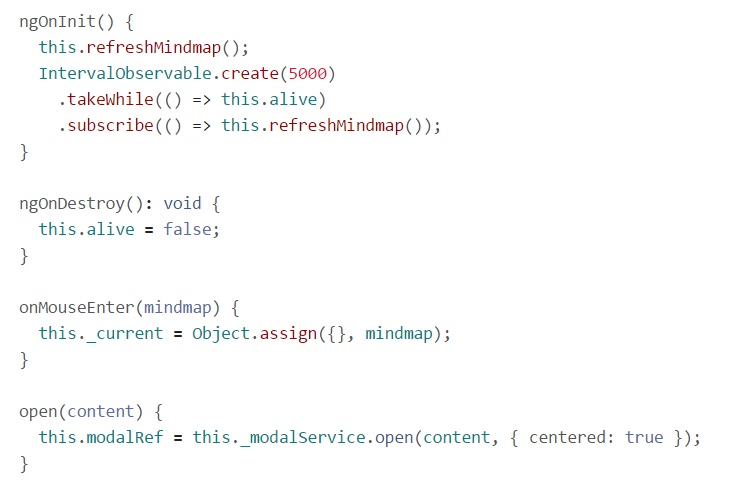 ngOnInit() {
  this.refreshMindmap();
  IntervalObservable.create(5000)
    .takeWhile(() => this.alive)
    .subscribe(() => this.refreshMindmap());
}

ngOnDestroy(): void {
  this.alive = false;
}

onMouseEnter(mindmap) {
  this._current = Object.assign({}, mindmap);
}

open(content) {
  this.modalRef = this._modalService.open(content, { centered: true });
}